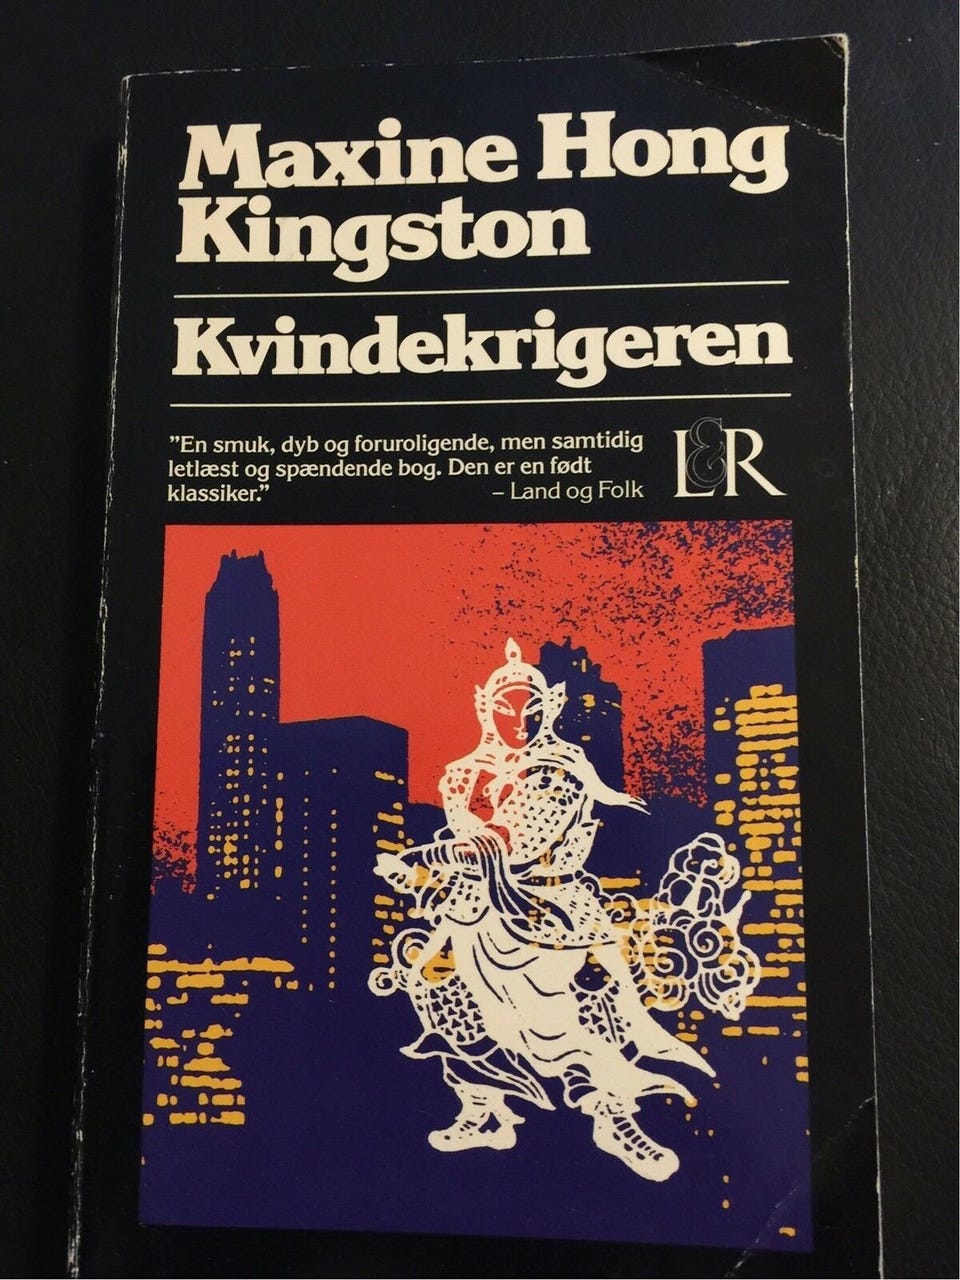 Maxine Hong
Kingston
Kvindekrigeren
”En smuk, dyb og foruroligende, men samtidig
letlæst og spændende bog. Den er en født
klassiker.” – Land og Folk
L&R